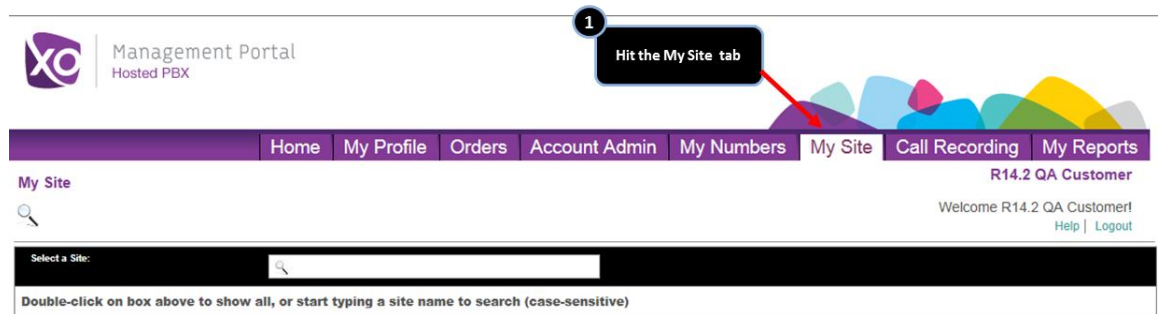 1
Hit the My Site tab
XO
Management Portal
Hosted PBX
Home My Profile Orders Account Admin My Numbers My Site Call Recording My Reports
My Site
R14.2 QA Customer
Welcome R14.2 QA Customer!
Help | Logout
Select a Site:
Double-click on box above to show all, or start typing a site name to search (case-sensitive)